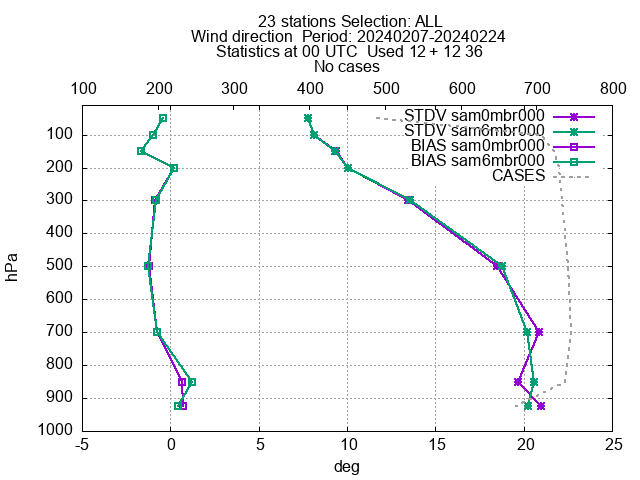 23 stations Selection: ALL
Wind direction  Period: 20240207-20240224
Statistics at 00 UTC  Used 12 + 12 36
No cases
100 200 300 400 500 600 700 800
STDV sam0mbr000
STDV sam6mbr000
BIAS sam0mbr000
BIAS sam6mbr000
CASES
100
200
300
400
500
600
700
800
900
1000
hPa
-5 0 5 10 15 20 25
deg